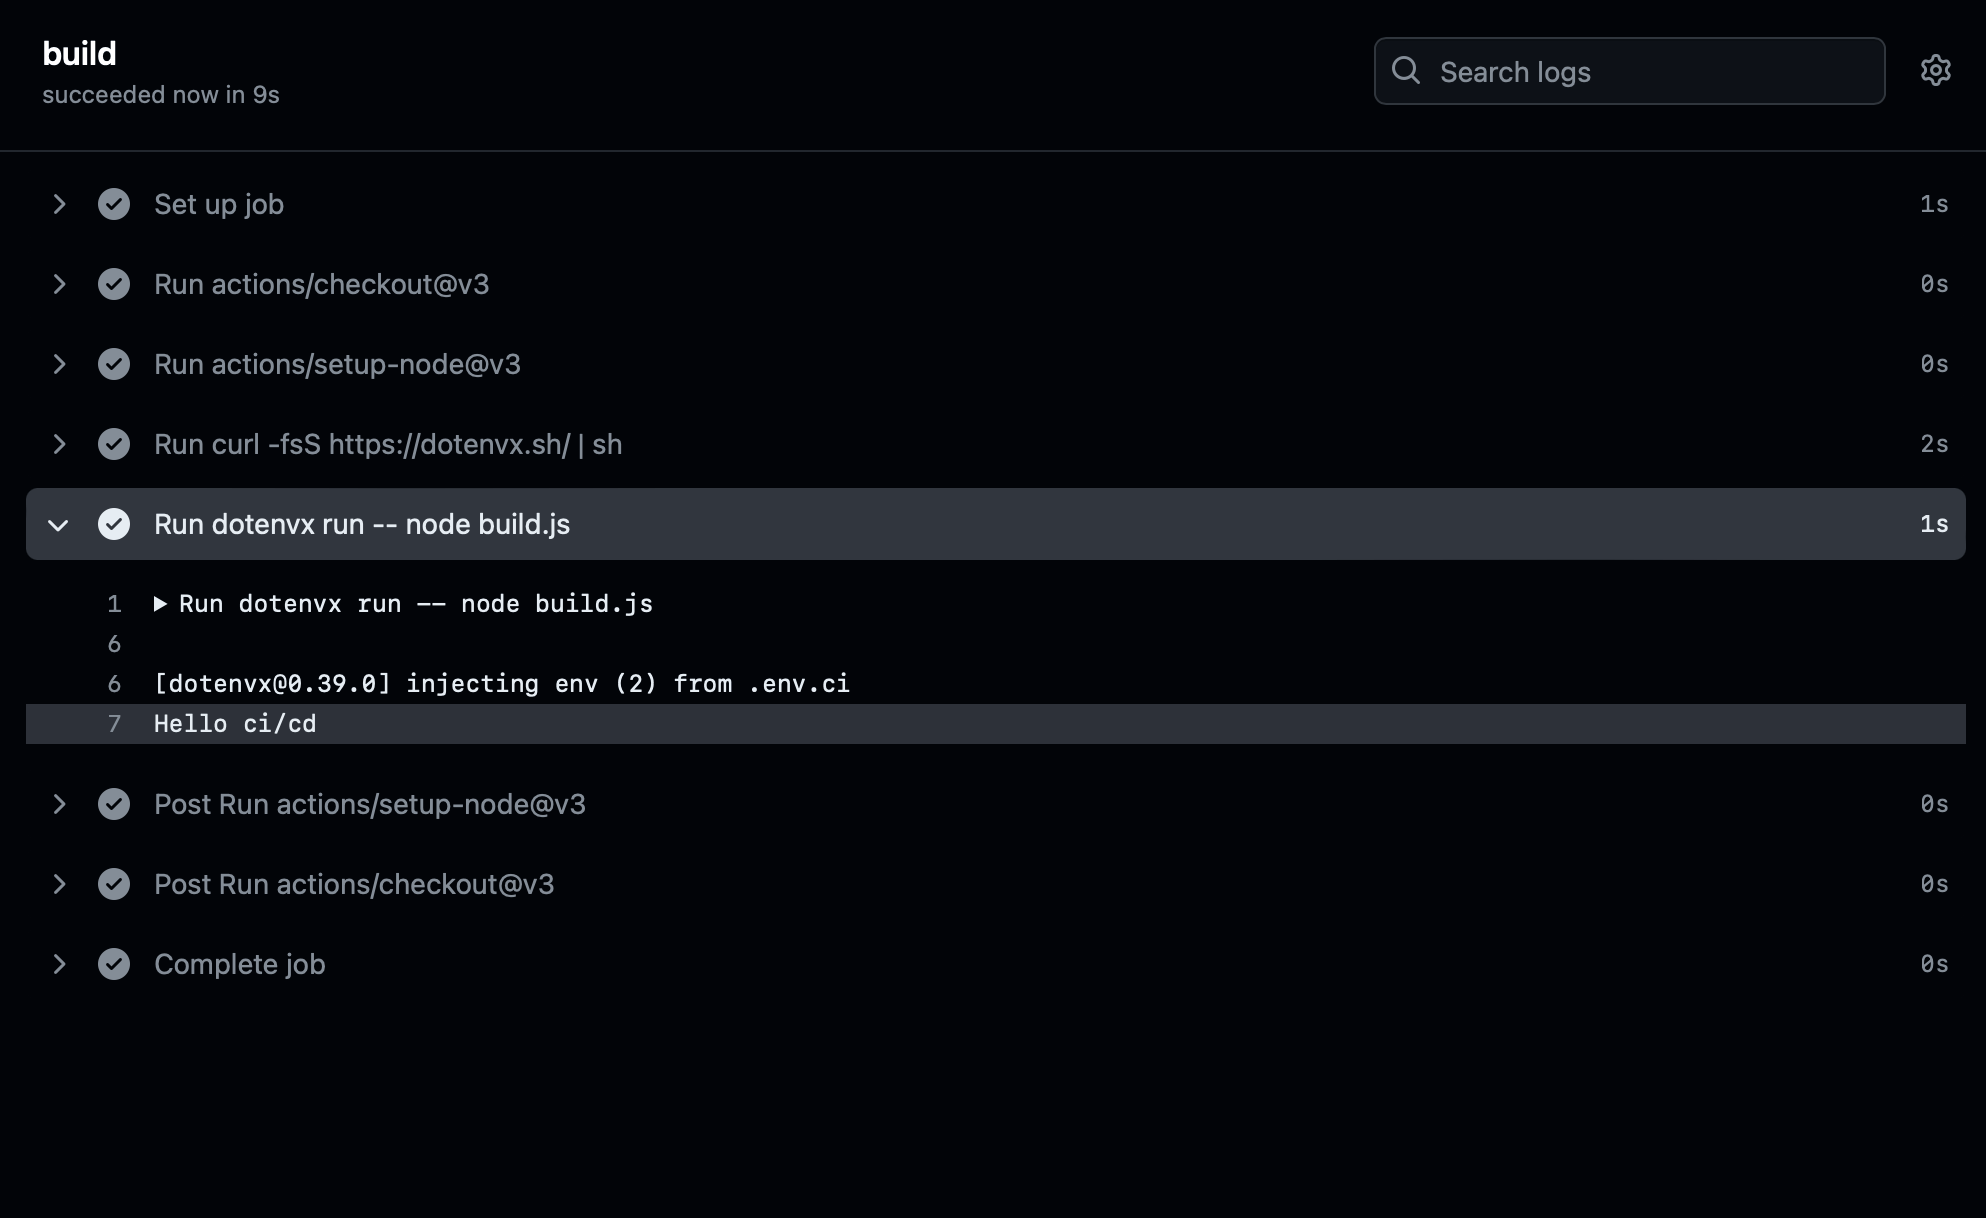 build
succeeded now in 9s
Search logs
Set up job 1s
Run actions/checkout@v3 0s
Run actions/setup-node@v3 0s
Run curl -fsS https://dotenvx.sh/ | sh 2s
Run dotenvx run -- node build.js 1s
1 Run dotenvx run -- node build.js
6
6 [dotenvx@0.39.0] injecting env (2) from .env.ci
7 Hello ci/cd
Post Run actions/setup-node@v3 0s
Post Run actions/checkout@v3 0s
Complete job 0s